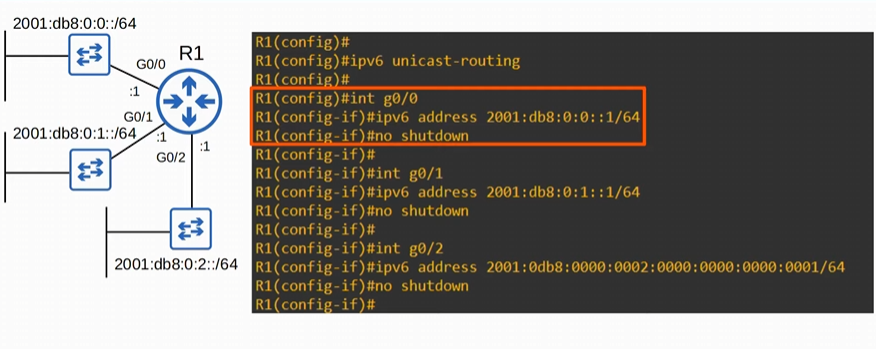 2001:db8:0:0::/64
R1
G0/0
:1
G0/1
2001:db8:0:1::/64
:1
:1
G0/2
2001:db8:0:2::/64
R1(config)#
R1(config)#ipv6 unicast-routing
R1(config)#
R1(config)#int g0/0
R1(config-if)#ipv6 address 2001:db8:0:0::1/64
R1(config-if)#no shutdown
R1(config-if)#
R1(config-if)#int g0/1
R1(config-if)#ipv6 address 2001:db8:0:1::1/64
R1(config-if)#no shutdown
R1(config-if)#
R1(config-if)#int g0/2
R1(config-if)#ipv6 address 2001:0db8:0000:0002:0000:0000:0000:0001/64
R1(config-if)#no shutdown
R1(config-if)#